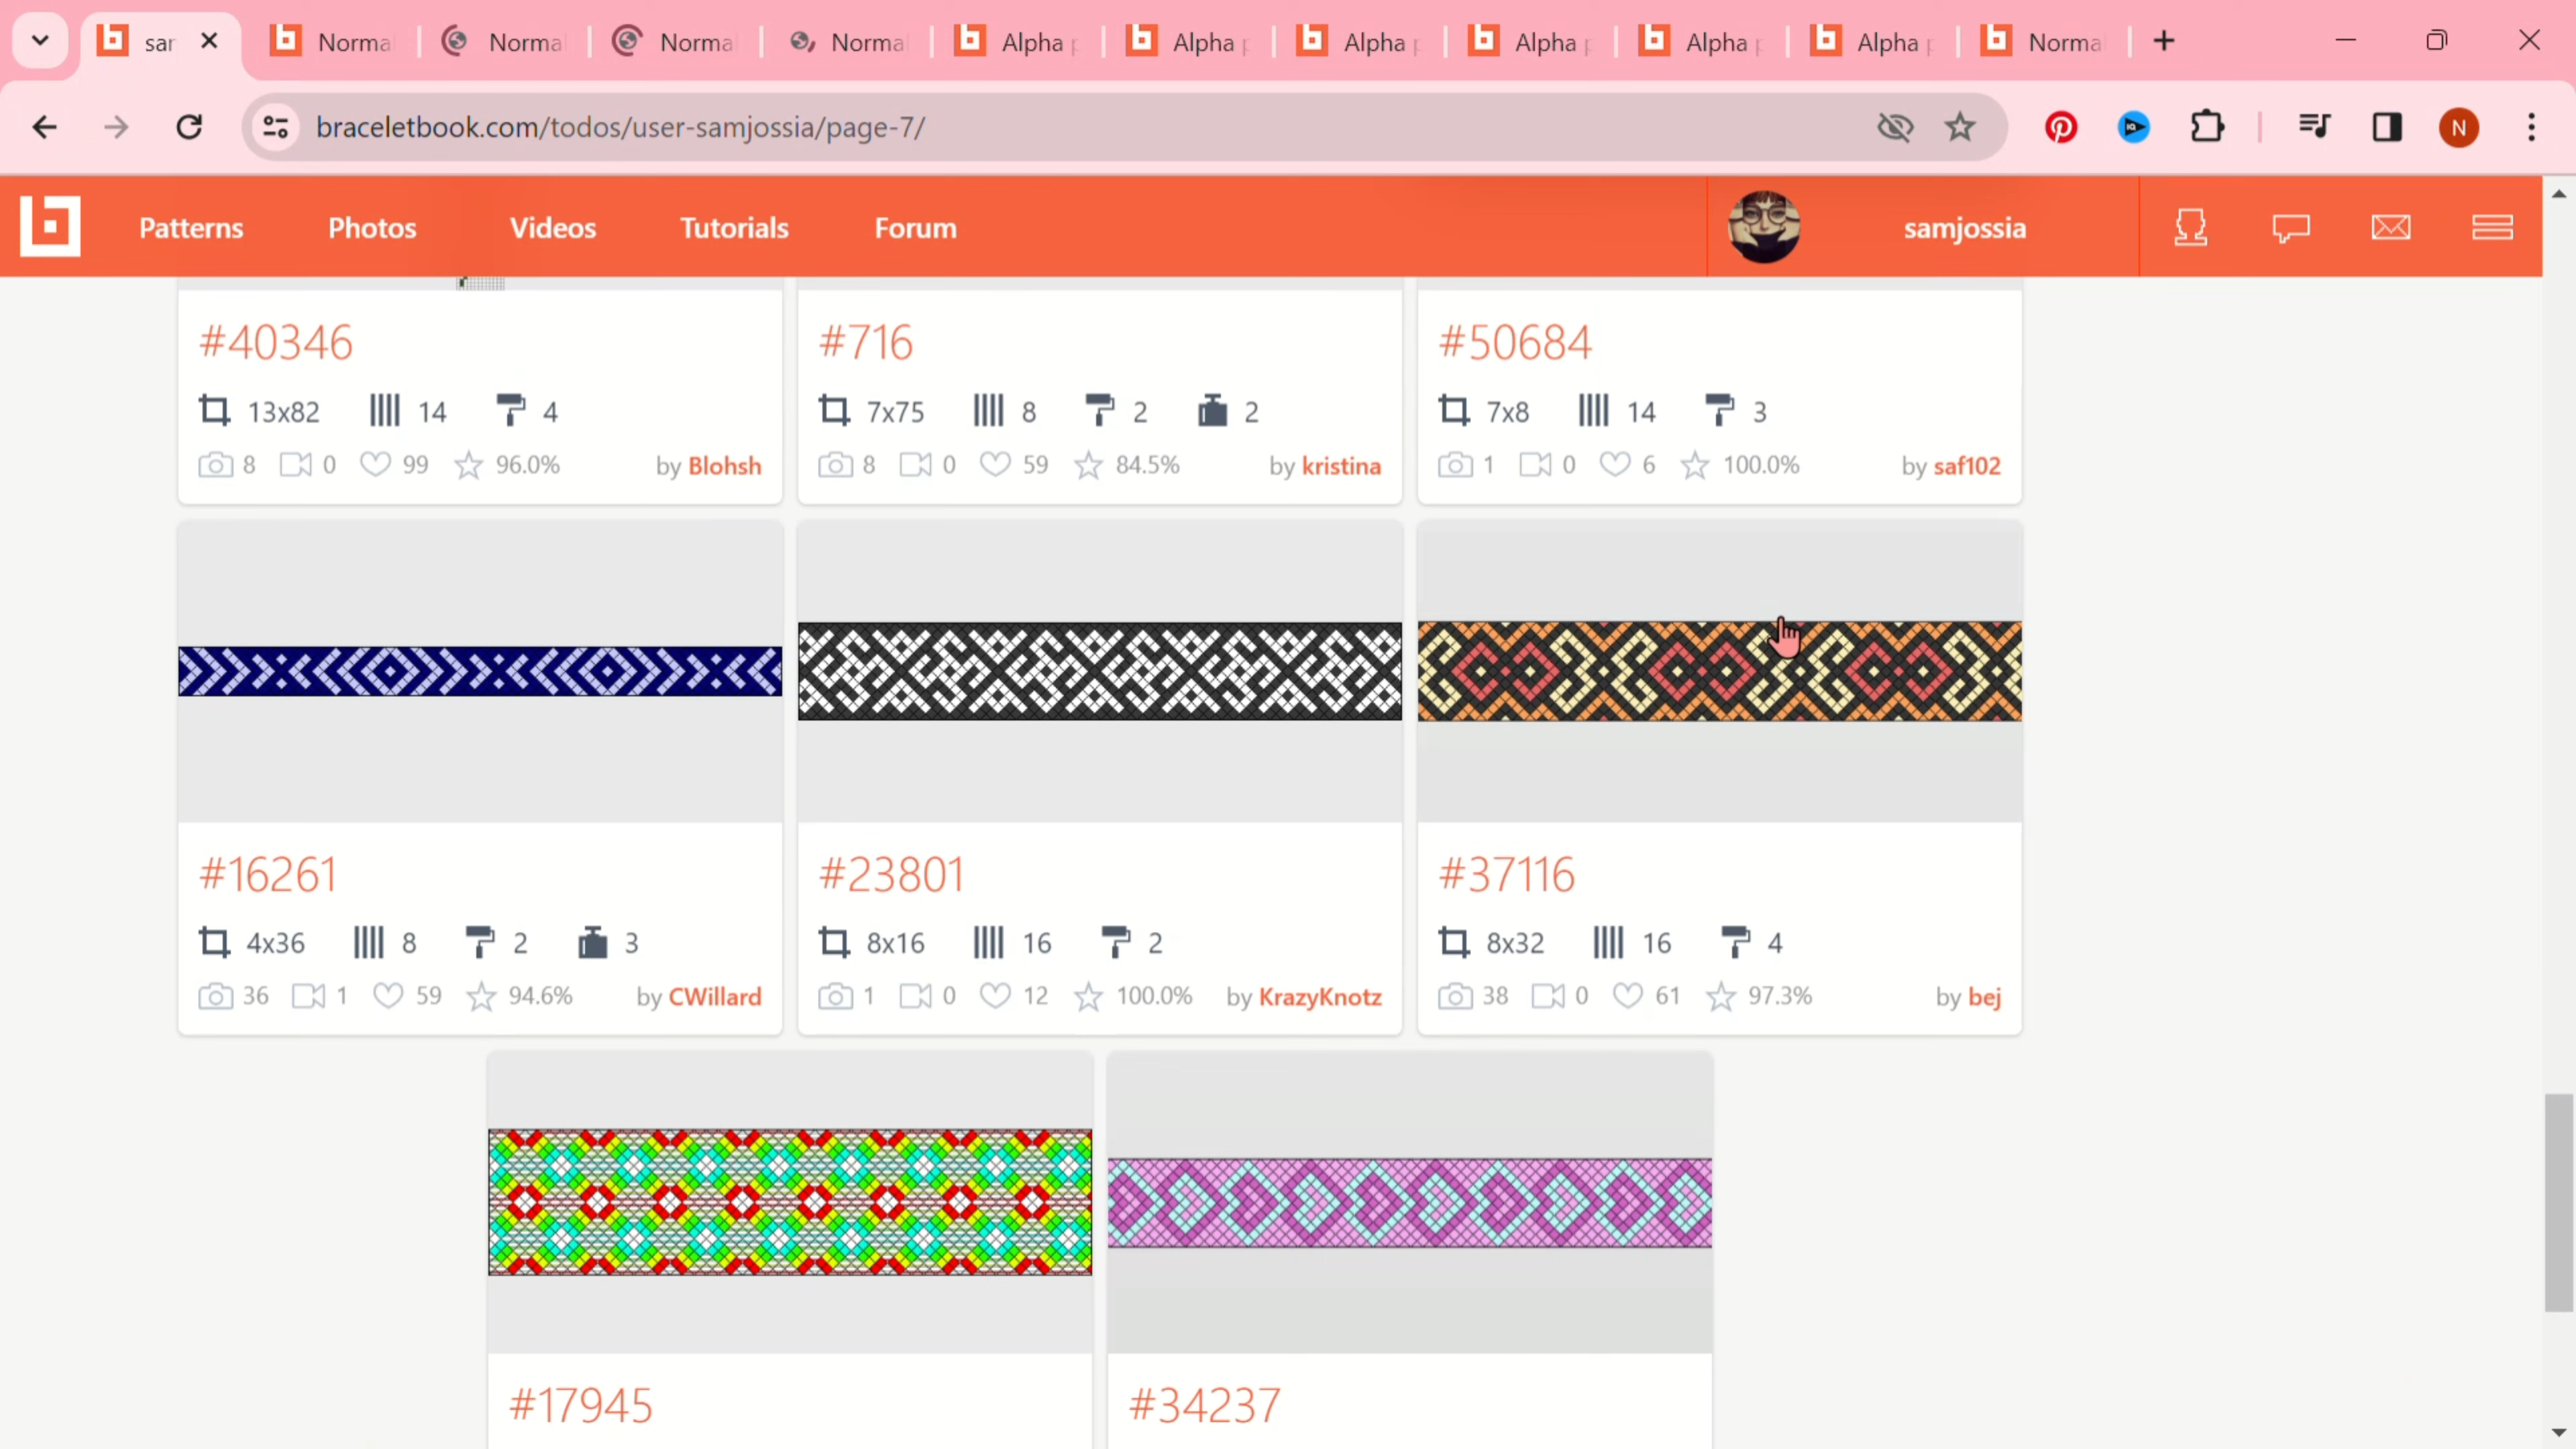 sar
Norma
Norma
Norma
Norma
Alpha p
Alpha p
Alpha p
Alpha p
Alpha p
Alpha p
Norma
braceletbook.com/todos/user-samjossia/page-7/
N
Patterns Photos Videos Tutorials Forum samjossia
#40346 #716 #50684
13x82 14 4 7x75 8 2 2 7x8 14 3
8 0 99 96.0% by Blohsh 8 0 59 84.5% by kristina 1 0 6 100.0% by saf102
#16261 #23801 #37116
4x36 8 2 3 8x16 16 2 8x32 16 4
36 1 59 94.6% by CWillard 1 0 12 100.0% by KrazyKnotz 38 0 61 97.3% by bej
#17945 #34237